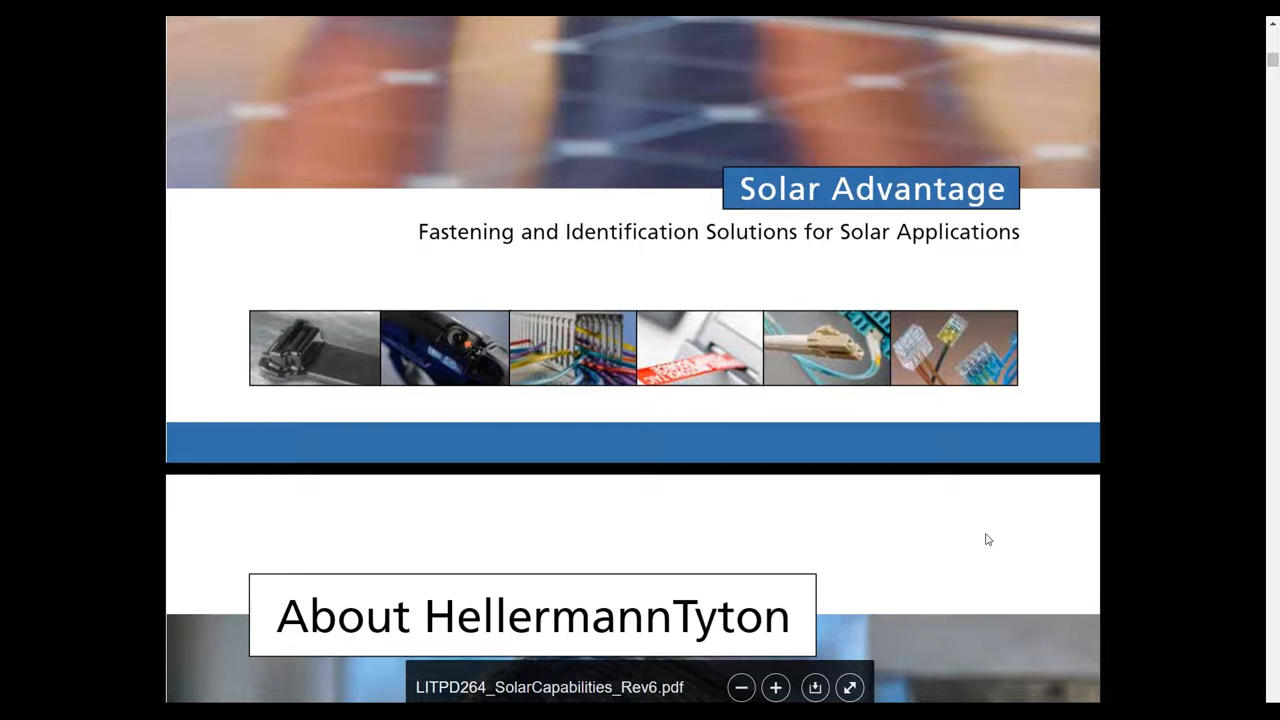 Solar Advantage
Fastening and Identification Solutions for Solar Applications
About HellermannTyton
LITPD264_SolarCapabilities_Rev6.pdf